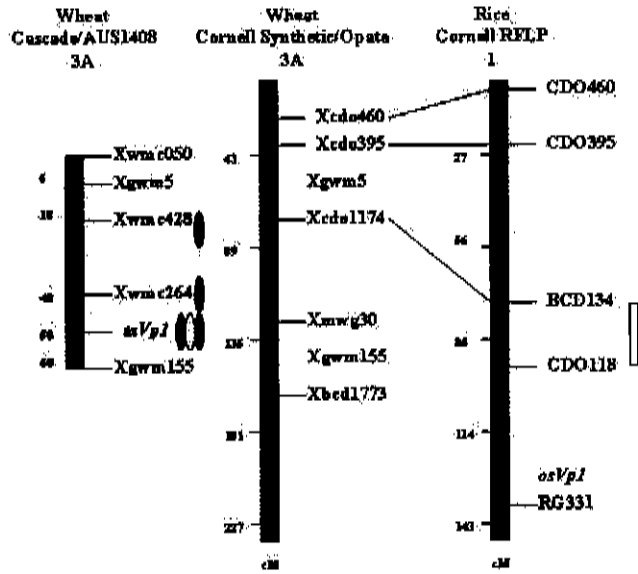 Wheat
Cascade/AUS1408
3A
Wheat
Cornell Synthetic/Opata
3A
Rice
Cornell RFLP
1
Xwmc050
Xgwm5
Xwmc428
Xwmc264
osVp1
Xgwm155
Xcdo460
Xcdo395
43
Xgwm5
Xcdo1174
89
Xmwg30
Xgwm155
Xbcd1773
227
cM
CDO460
CDO395
27
56
BCD134
CDO118
114
osVp1
RG331
143
cM